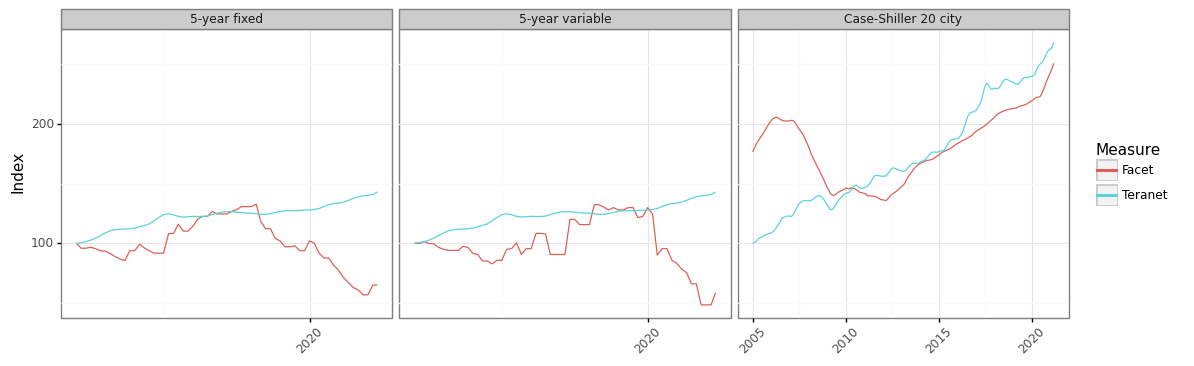 5-year fixed
5-year variable
Case-Shiller 20 city
Index
200
100
2020
2020
2005
2010
2015
2020
Measure
Facet
Teranet